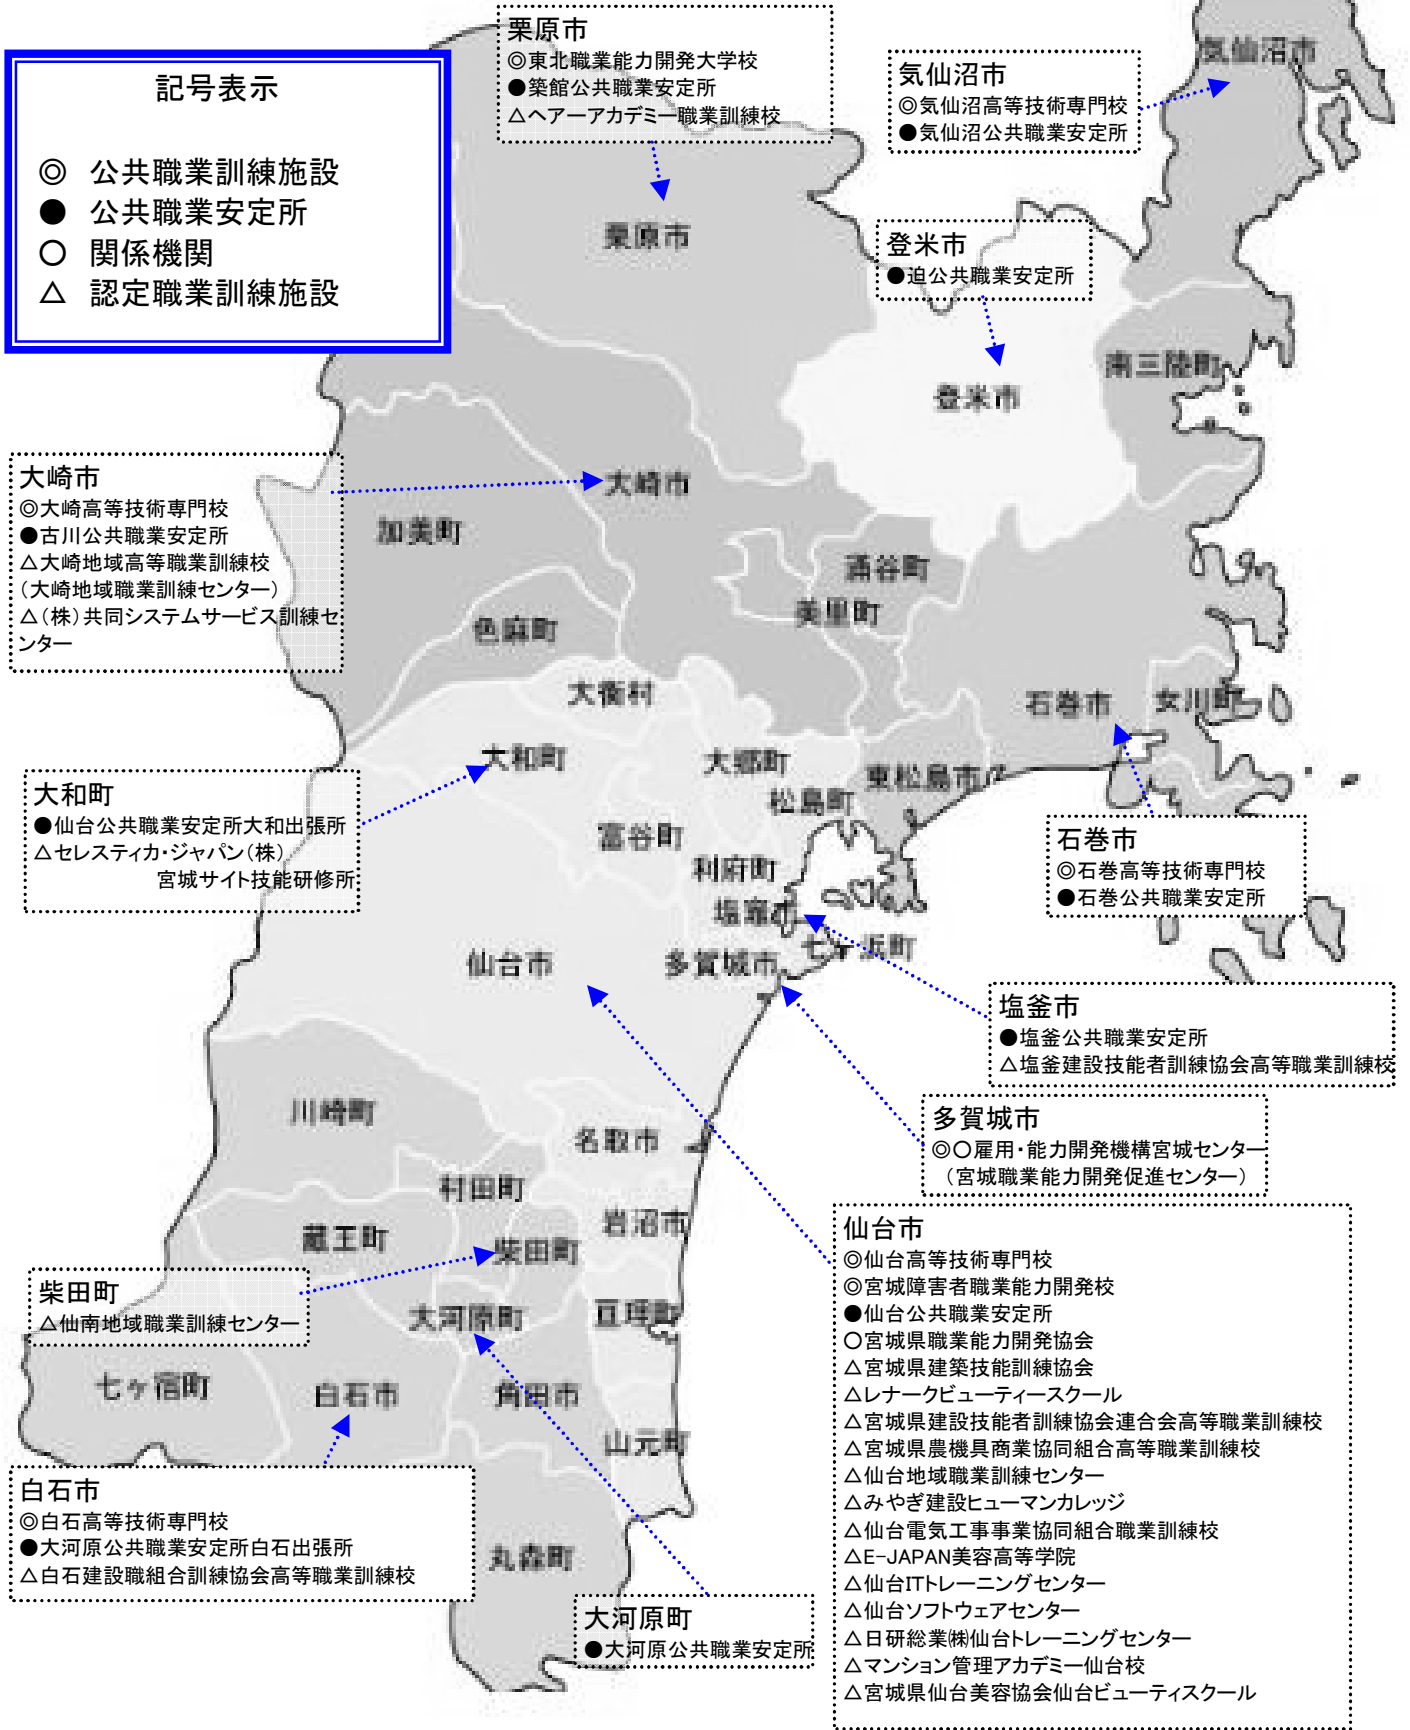 記号表示
◎ 公共職業訓練施設
● 公共職業安定所
○ 関係機関
△ 認定職業訓練施設
栗原市
◎東北職業能力開発大学校
●築館公共職業安定所
△ヘアーアカデミー職業訓練校
気仙沼市
◎気仙沼高等技術専門校
●気仙沼公共職業安定所
気仙沼市
登米市
●迫公共職業安定所
栗原市
南三陸町
登米市
大崎市
◎大崎高等技術専門校
●古川公共職業安定所
△大崎地域高等職業訓練校
(大崎地域職業訓練センター)
△(株)共同システムサービス訓練セ
ンター
大崎市
加美町
涌谷町
美里町
色麻町
大衡村
石巻市
女川町
大和町
大郷町
東松島市
松島町
大和町
●仙台公共職業安定所大和出張所
△セレスティカ・ジャパン(株)
宮城サイト技能研修所
富谷町
利府町
石巻市
◎石巻高等技術専門校
●石巻公共職業安定所
塩竈市
七ヶ浜町
仙台市
多賀城市
塩釜市
●塩釜公共職業安定所
△塩釜建設技能者訓練協会高等職業訓練校
川崎町
名取市
多賀城市
◎○雇用・能力開発機構宮城センター
(宮城職業能力開発促進センター)
村田町
岩沼市
蔵王町
柴田町
柴田町
△仙南地域職業訓練センター
大河原町
亘理町
七ヶ宿町
白石市
角田市
山元町
仙台市
◎仙台高等技術専門校
◎宮城障害者職業能力開発校
●仙台公共職業安定所
○宮城県職業能力開発協会
△宮城県建築技能訓練協会
△レナークビューティースクール
△宮城県建設技能者訓練協会連合会高等職業訓練校
△宮城県農機具商業協同組合高等職業訓練校
△仙台地域職業訓練センター
△みやぎ建設ヒューマンカレッジ
△仙台電気工事事業協同組合職業訓練校
△E-JAPAN美容高等学院
△仙台ITトレーニングセンター
△仙台ソフトウェアセンター
△日研総業㈱仙台トレーニングセンター
△マンション管理アカデミー仙台校
△宮城県仙台美容協会仙台ビューティスクール
白石市
◎白石高等技術専門校
●大河原公共職業安定所白石出張所
△白石建設職組合訓練協会高等職業訓練校
丸森町
大河原町
●大河原公共職業安定所